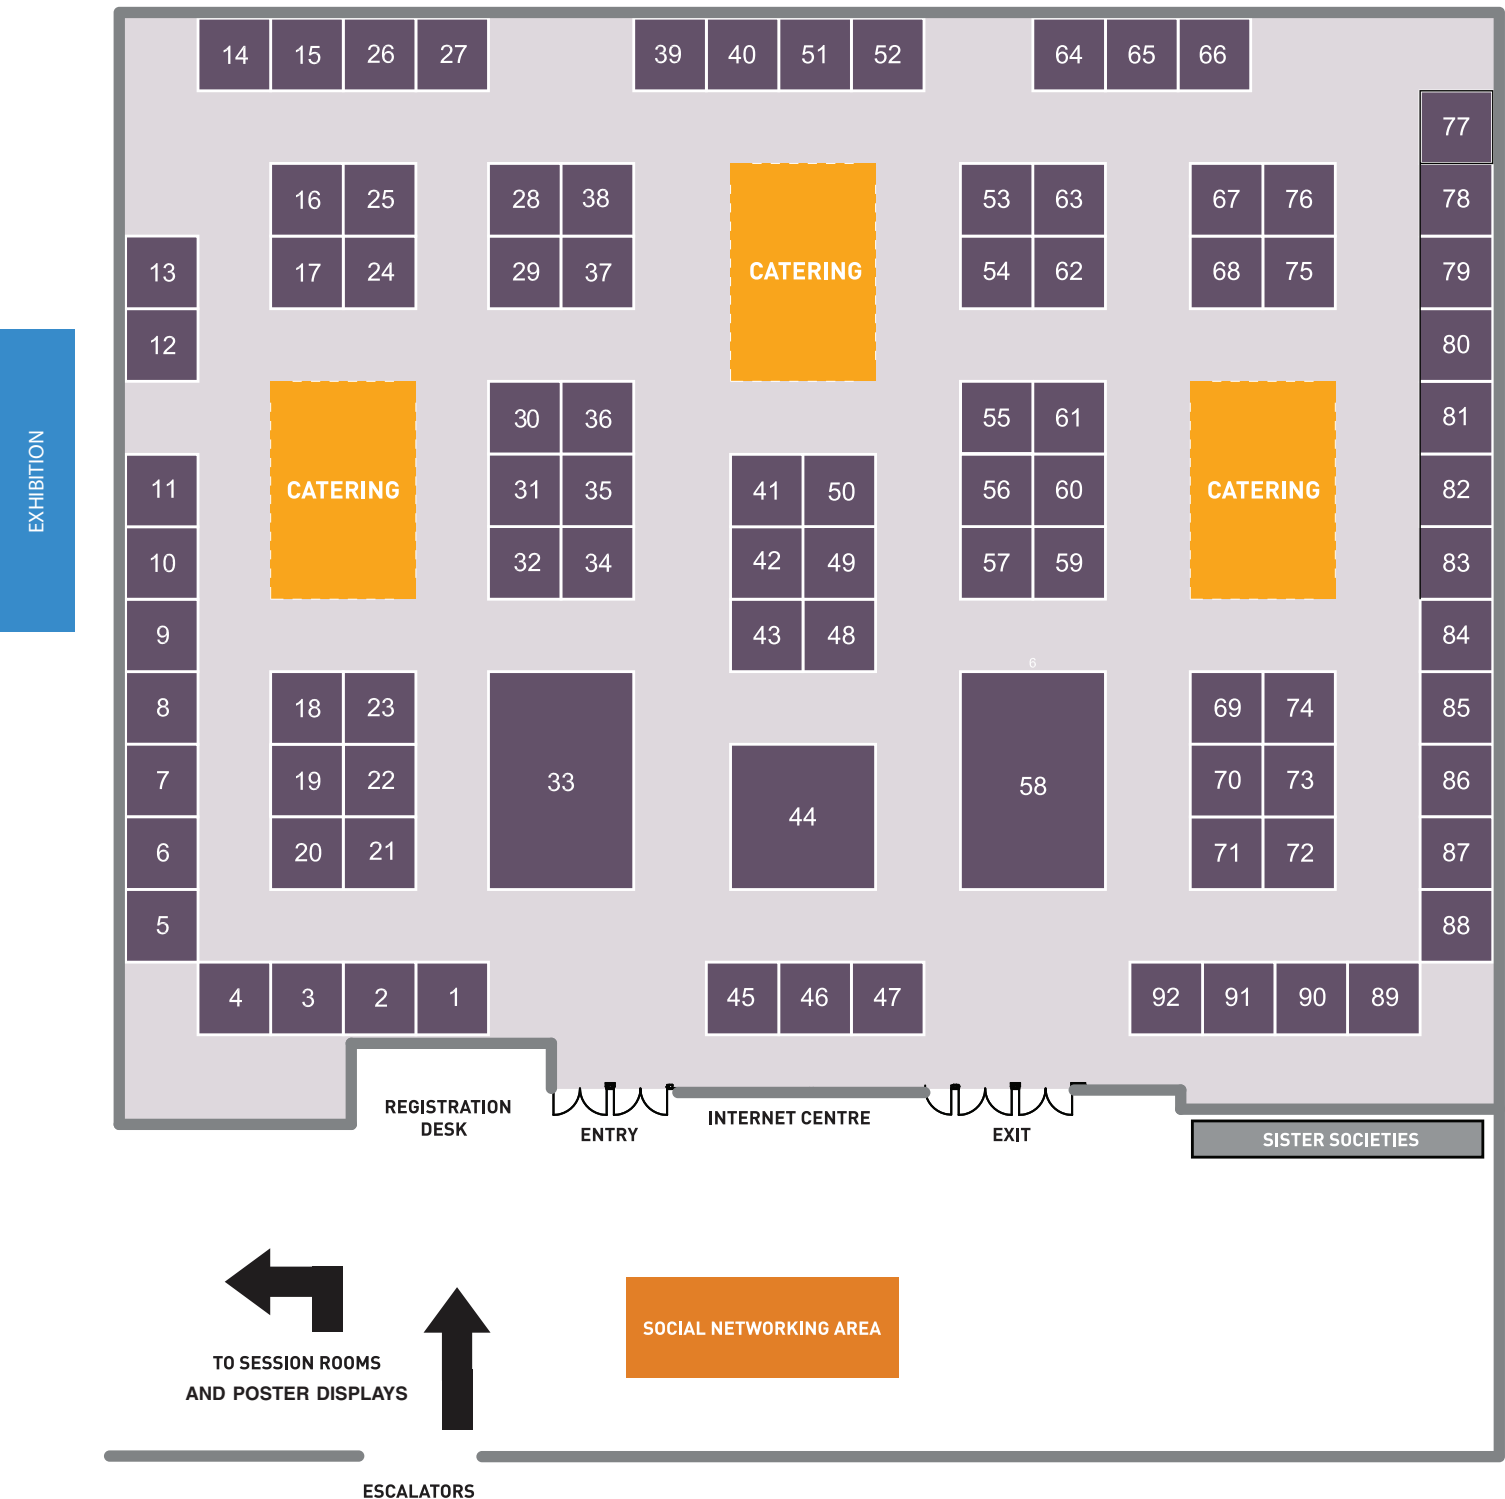 14 15 26 27 39 40 51 52 64 65 66
77
16 25 28 38 53 63 67 76 78
CATERING
13 17 24 29 37 54 62 68 75 79
12 80
30 36 55 61 81
EXHIBITION
11 CATERING 31 35 41 50 56 60 CATERING 82
10 32 34 42 49 57 59 83
9 43 48 84
6
8 18 23 69 74 85
7 19 22 33 58 70 73 86
44
6 20 21 71 72 87
5 88
4 3 2 1 45 46 47 92 91 90 89
REGISTRATION
DESK
ENTRY
INTERNET CENTRE
EXIT
SISTER SOCIETIES
SOCIAL NETWORKING AREA
TO SESSION ROOMS
AND POSTER DISPLAYS
ESCALATORS